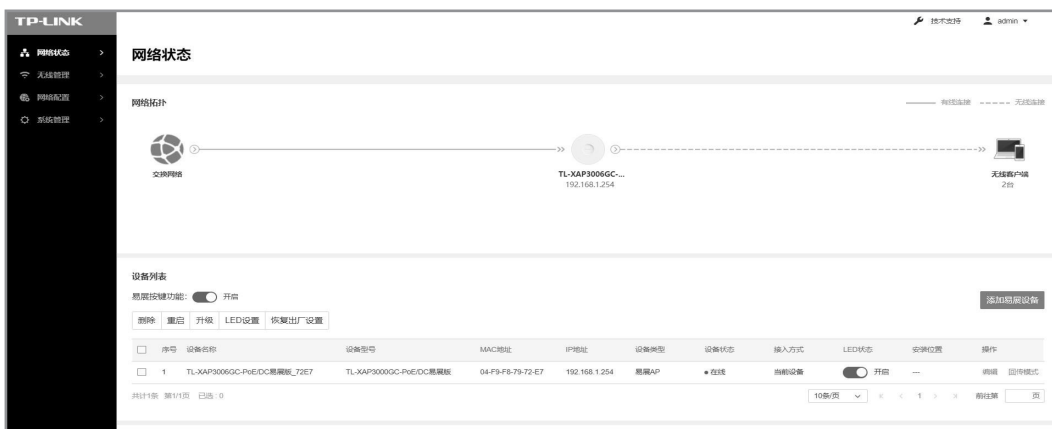 TP-LINK
技术支持
admin
网络状态
无线管理
网络配置
系统管理
网络状态
网络拓扑
有线连接
无线连接
交换网络
TL-XAP3006GC-...
192.168.1.254
无线客户端
2台
设备列表
易展按键功能: 开启
添加易展设备
删除 重启 升级 LED设置 恢复出厂设置
序号 设备名称 设备型号 MAC地址 IP地址 设备类型 设备状态 接入方式 LED状态 安装位置 操作
1 TL-XAP3006GC-PoE/DC易展版_72E7 TL-XAP3000GC-PoE/DC易展版 04-F9-F8-79-72-E7 192.168.1.254 易展AP 在线 当前设备 开启 --- 编辑 回传模式
共计1条 第1/1页 已选:0 10条/页 1 前往第 页